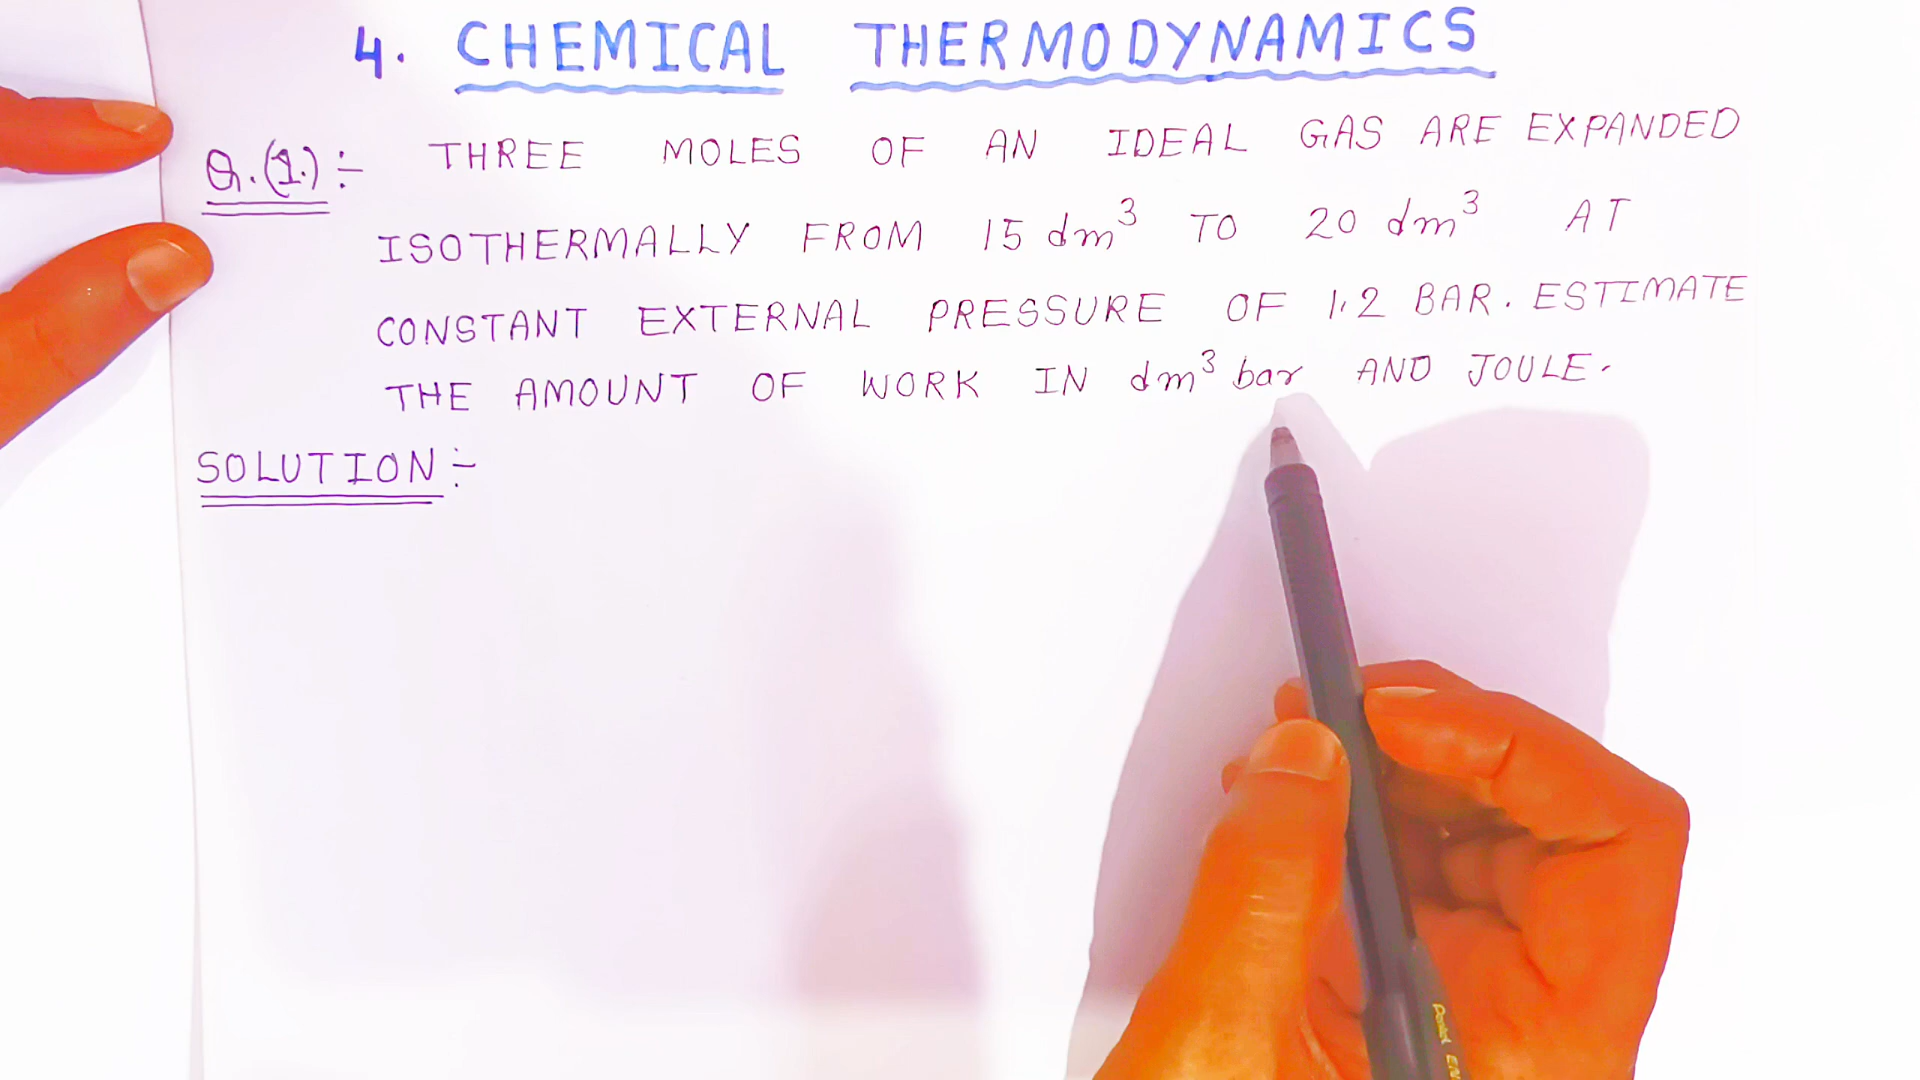 4. CHEMICAL THERMODYNAMICS
Q.(1.) :- THREE MOLES OF AN IDEAL GAS ARE EXPANDED
ISOTHERMALLY FROM 15 dm³ TO 20 dm³ AT
CONSTANT EXTERNAL PRESSURE OF 1.2 BAR. ESTIMATE
THE AMOUNT OF WORK IN dm³ bar AND JOULE.
SOLUTION :-
Pentel